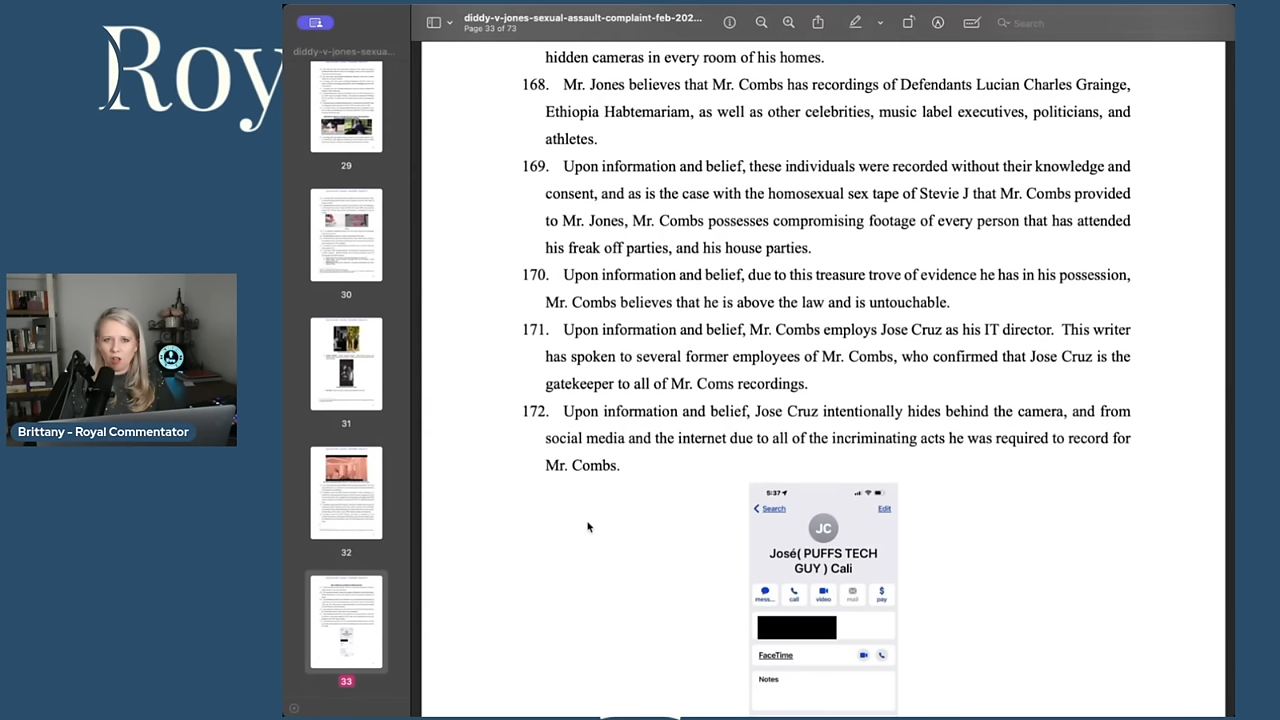 Roy
diddy-v-jones-sexual-assault-complaint-feb-202...
Page 33 of 73
Search
diddy-v-jones-sexua...
29
30
31
32
33
Brittany - Royal Commentator
hidden cameras in every room of his homes.
168. Mr. Jones believes that Mr. Combs has recordings of Defendants Lucian Charles Grainge,
Ethiopia Habtemariam, as well as other celebrities, music label executives, politicians, and
athletes.
169. Upon information and belief, these individuals were recorded without their knowledge and
consent. As is the case with the above screenshot images of Stevie J that Mr. Combs provided
to Mr. Jones, Mr. Combs possesses compromising footage of every person that has attended
his freak off parties, and his house parties.
170. Upon information and belief, due to this treasure trove of evidence he has in his possession,
Mr. Combs believes that he is above the law and is untouchable.
171. Upon information and belief, Mr. Combs employs Jose Cruz as his IT director. This writer
has spoken to several former employees of Mr. Combs, who confirmed that Jose Cruz is the
gatekeeper to all of Mr. Coms recordings.
172. Upon information and belief, Jose Cruz intentionally hides behind the camera, and from
social media and the internet due to all of the incriminating acts he was required to record for
Mr. Combs.
Search
Edit
JC
José( PUFFS TECH
GUY ) Cali
mess...
call
video
mail
pay
FaceTime
Notes